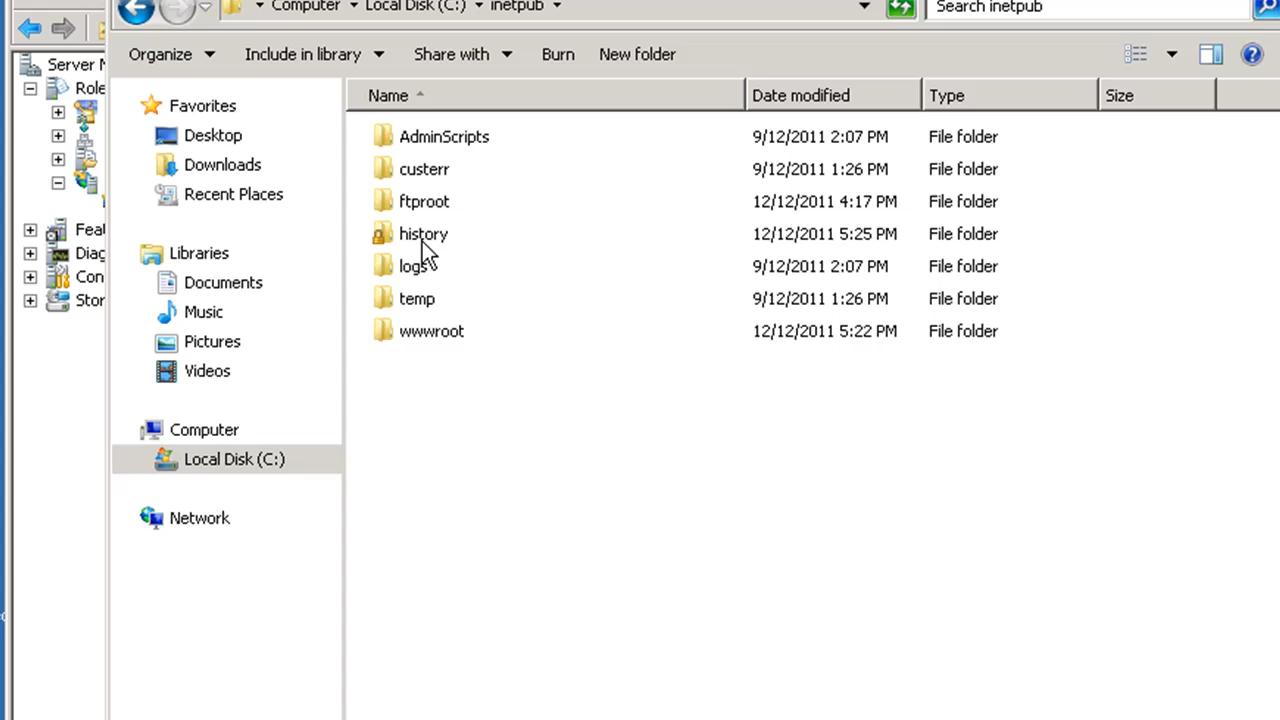 Computer Local Disk (C:) inetpub
Search inetpub
Organize Include in library Share with Burn New folder
Server M
Role
Feat
Diag
Con
Stor
Favorites
Desktop
Downloads
Recent Places
Libraries
Documents
Music
Pictures
Videos
Computer
Local Disk (C:)
Network
Name Date modified Type Size
AdminScripts 9/12/2011 2:07 PM File folder
custerr 9/12/2011 1:26 PM File folder
ftproot 12/12/2011 4:17 PM File folder
history 12/12/2011 5:25 PM File folder
logs 9/12/2011 2:07 PM File folder
temp 9/12/2011 1:26 PM File folder
wwwroot 12/12/2011 5:22 PM File folder